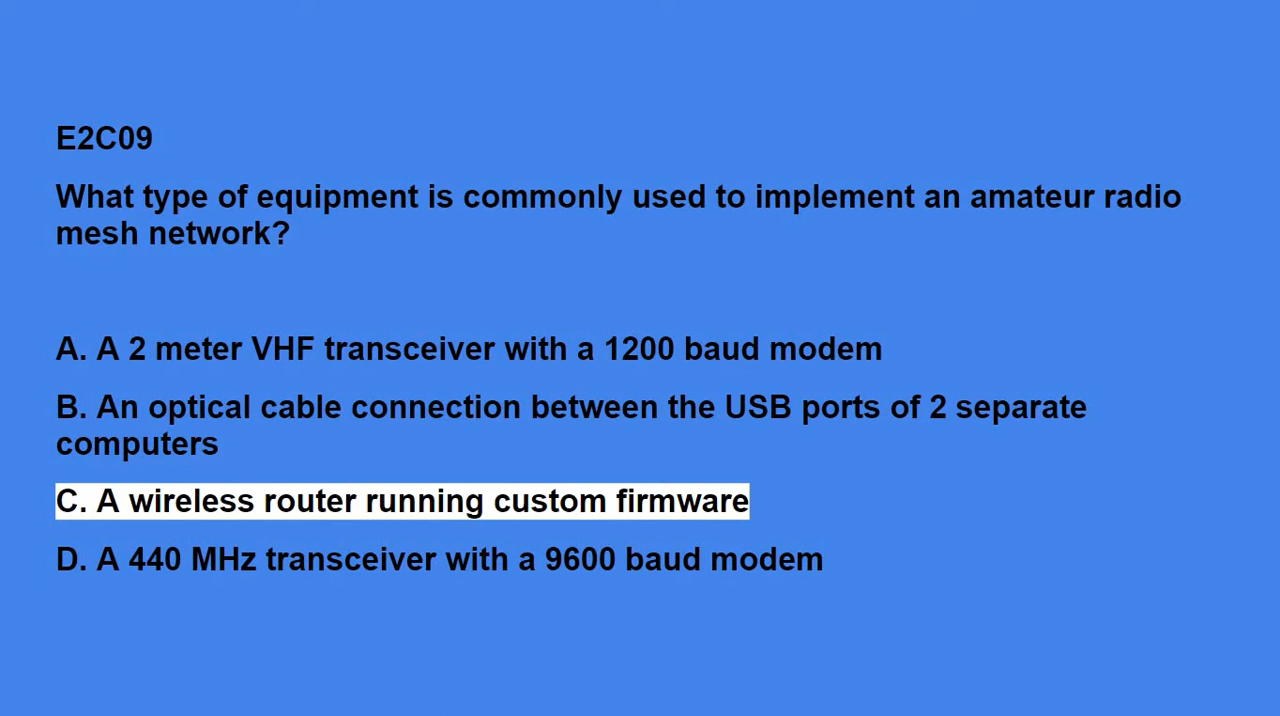 E2C09
What type of equipment is commonly used to implement an amateur radio
mesh network?
A. A 2 meter VHF transceiver with a 1200 baud modem
B. An optical cable connection between the USB ports of 2 separate
computers
C. A wireless router running custom firmware
D. A 440 MHz transceiver with a 9600 baud modem